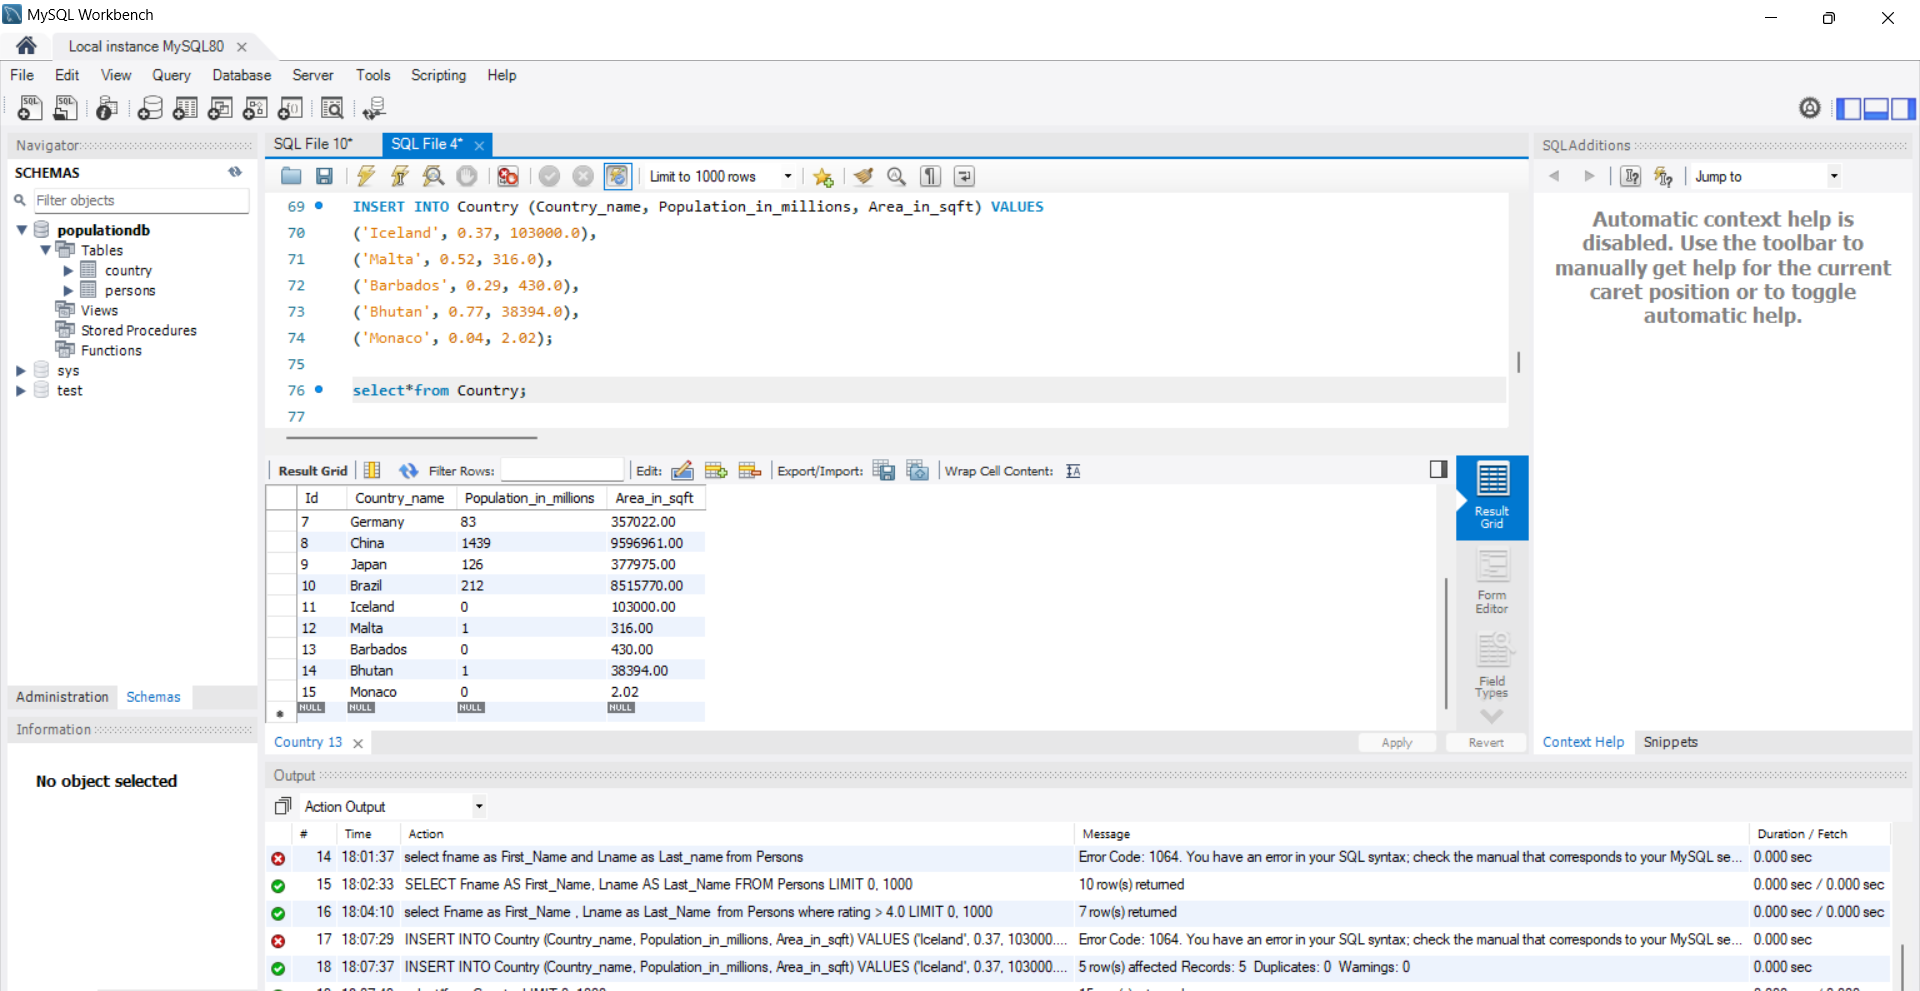 MySQL Workbench
Local instance MySQL80
File Edit View Query Database Server Tools Scripting Help
Navigator
SCHEMAS
Filter objects
populationdb
Tables
country
persons
Views
Stored Procedures
Functions
sys
test
Administration Schemas
Information
No object selected
SQL File 10* SQL File 4*
Limit to 1000 rows
69 INSERT INTO Country (Country_name, Population_in_millions, Area_in_sqft) VALUES
70 ('Iceland', 0.37, 103000.0),
71 ('Malta', 0.52, 316.0),
72 ('Barbados', 0.29, 430.0),
73 ('Bhutan', 0.77, 38394.0),
74 ('Monaco', 0.04, 2.02);
75
76 select*from Country;
77
Result Grid Filter Rows: Edit: Export/Import: Wrap Cell Content:
Id Country_name Population_in_millions Area_in_sqft
7 Germany 83 357022.00
8 China 1439 9596961.00
9 Japan 126 377975.00
10 Brazil 212 8515770.00
11 Iceland 0 103000.00
12 Malta 1 316.00
13 Barbados 0 430.00
14 Bhutan 1 38394.00
15 Monaco 0 2.02
NULL NULL NULL NULL
Result
Grid
Form
Editor
Field
Types
Country 13 Apply Revert
SQLAdditions
Jump to
Automatic context help is
disabled. Use the toolbar to
manually get help for the current
caret position or to toggle
automatic help.
Context Help Snippets
Output
Action Output
# Time Action Message Duration / Fetch
14 18:01:37 select fname as First_Name and Lname as Last_name from Persons Error Code: 1064. You have an error in your SQL syntax; check the manual that corresponds to your MySQL se... 0.000 sec
15 18:02:33 SELECT Fname AS First_Name, Lname AS Last_Name FROM Persons LIMIT 0, 1000 10 row(s) returned 0.000 sec / 0.000 sec
16 18:04:10 select Fname as First_Name , Lname as Last_Name from Persons where rating > 4.0 LIMIT 0, 1000 7 row(s) returned 0.000 sec / 0.000 sec
17 18:07:29 INSERT INTO Country (Country_name, Population_in_millions, Area_in_sqft) VALUES ('Iceland', 0.37, 103000.... Error Code: 1064. You have an error in your SQL syntax; check the manual that corresponds to your MySQL se... 0.000 sec
18 18:07:37 INSERT INTO Country (Country_name, Population_in_millions, Area_in_sqft) VALUES ('Iceland', 0.37, 103000.... 5 row(s) affected Records: 5 Duplicates: 0 Warnings: 0 0.000 sec